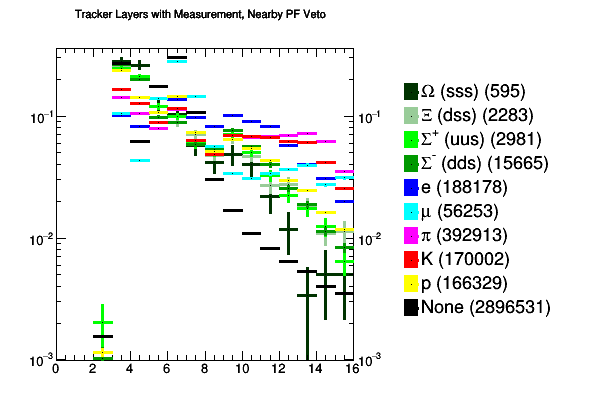 Tracker Layers with Measurement, Nearby PF Veto
10⁻¹ 10⁻¹
10⁻² 10⁻²
10⁻³ 10⁻³
0 2 4 6 8 10 12 14 16
Ω (sss) (595)
Ξ (dss) (2283)
Σ⁺ (uus) (2981)
Σ⁻ (dds) (15665)
e (188178)
μ (56253)
π (392913)
K (170002)
p (166329)
None (2896531)